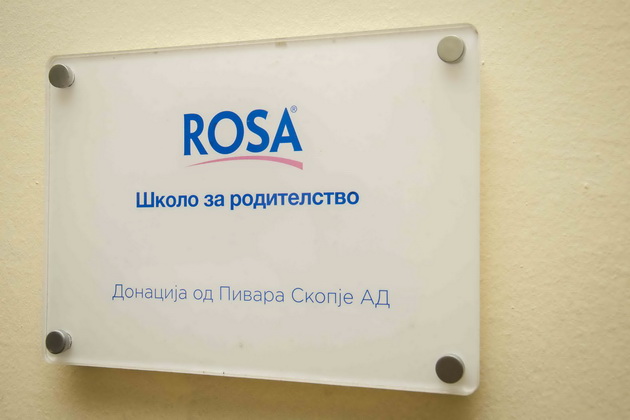 ROSA®
Школо за родителство
Донација од Пивара Скопје АД